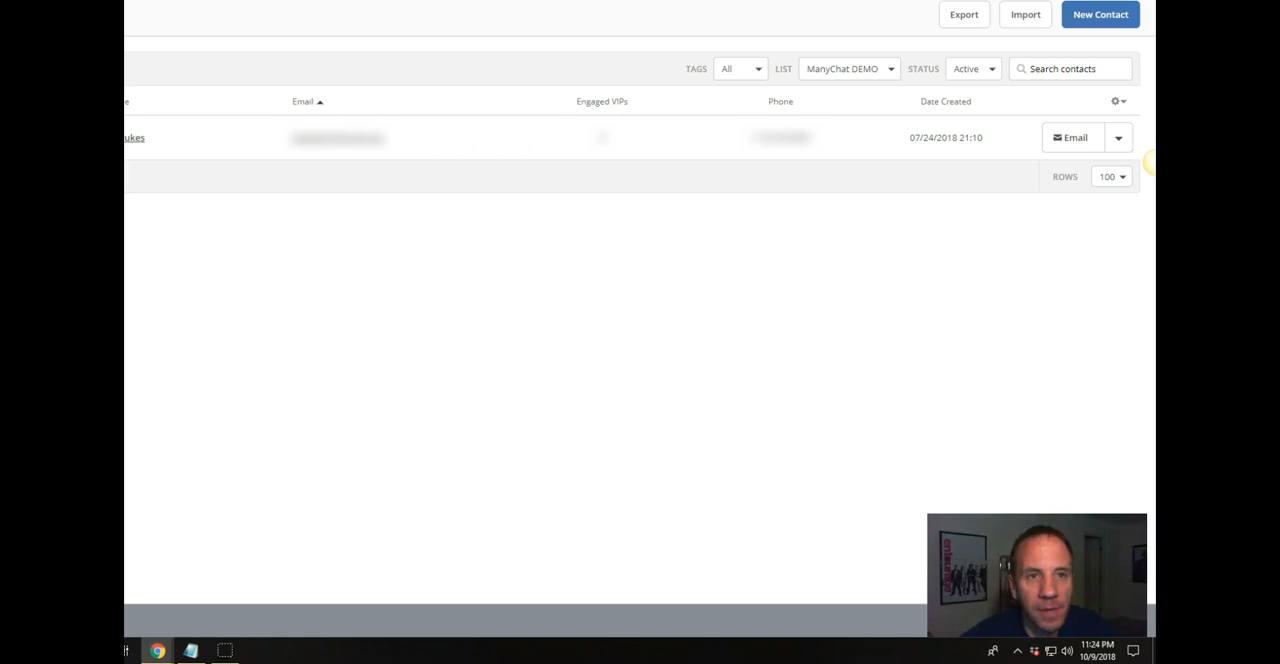 Export Import New Contact
TAGS All LIST ManyChat DEMO STATUS Active Search contacts
e Email Engaged VIPs Phone Date Created
ukes 07/24/2018 21:10 Email
ROWS 100
entourage
11:24 PM
10/9/2018